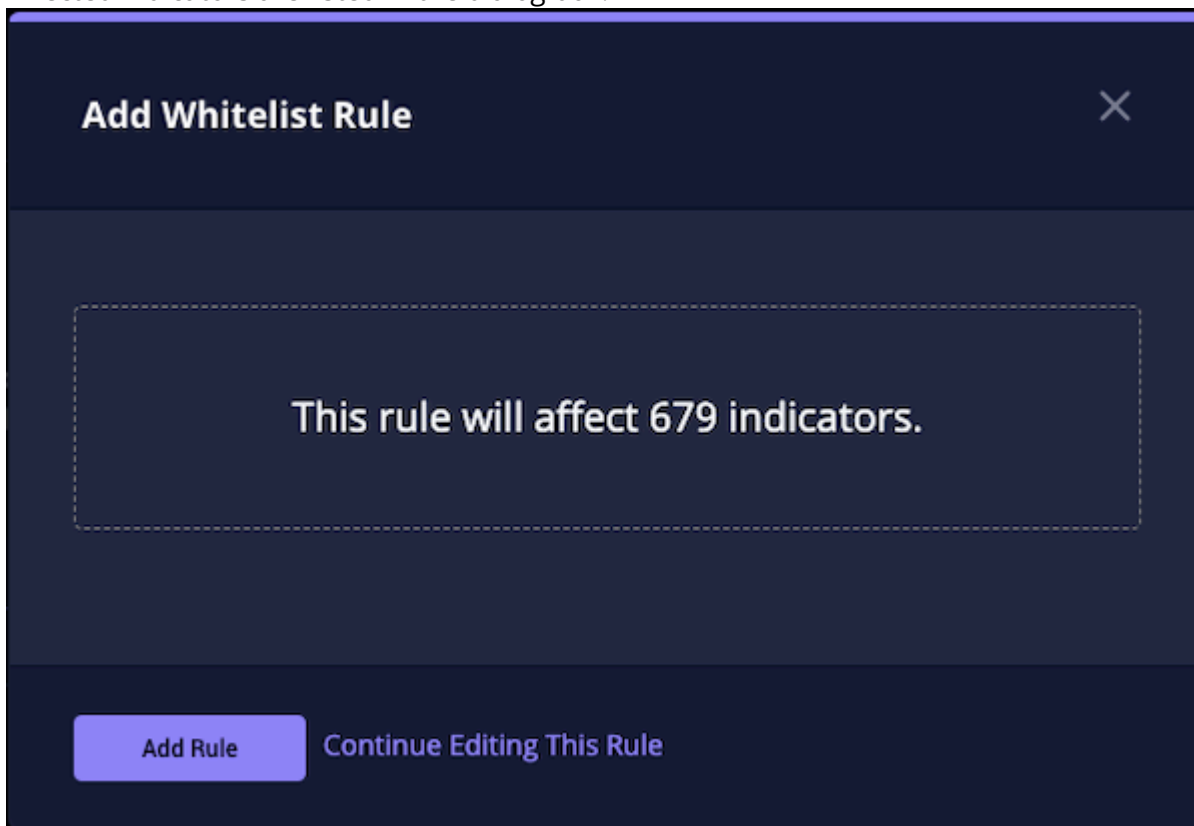 Add Whitelist Rule
This rule will affect 679 indicators.
Add Rule
Continue Editing This Rule